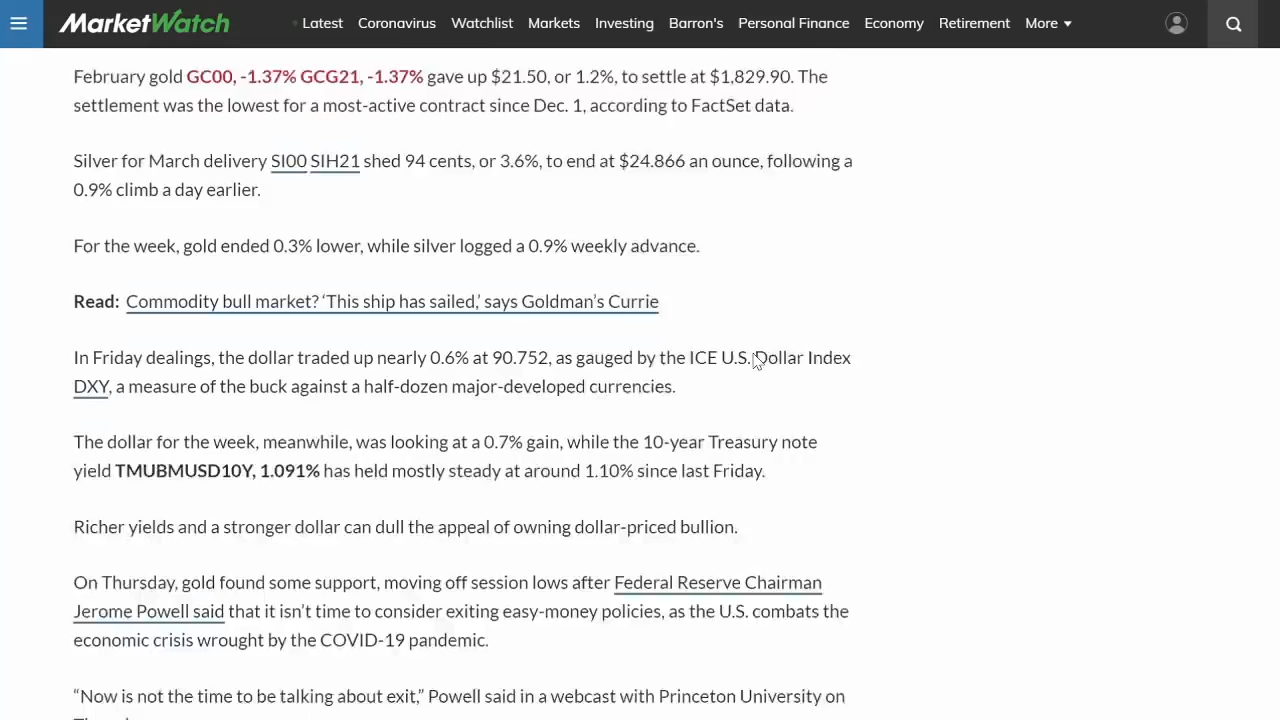 MarketWatch
Latest Coronavirus Watchlist Markets Investing Barron's Personal Finance Economy Retirement More
February gold GC00, -1.37% GCG21, -1.37% gave up $21.50, or 1.2%, to settle at $1,829.90. The
settlement was the lowest for a most-active contract since Dec. 1, according to FactSet data.
Silver for March delivery SI00 SIH21 shed 94 cents, or 3.6%, to end at $24.866 an ounce, following a
0.9% climb a day earlier.
For the week, gold ended 0.3% lower, while silver logged a 0.9% weekly advance.
Read: Commodity bull market? ‘This ship has sailed,’ says Goldman’s Currie
In Friday dealings, the dollar traded up nearly 0.6% at 90.752, as gauged by the ICE U.S. Dollar Index
DXY, a measure of the buck against a half-dozen major-developed currencies.
The dollar for the week, meanwhile, was looking at a 0.7% gain, while the 10-year Treasury note
yield TMUBMUSD10Y, 1.091% has held mostly steady at around 1.10% since last Friday.
Richer yields and a stronger dollar can dull the appeal of owning dollar-priced bullion.
On Thursday, gold found some support, moving off session lows after Federal Reserve Chairman
Jerome Powell said that it isn’t time to consider exiting easy-money policies, as the U.S. combats the
economic crisis wrought by the COVID-19 pandemic.
“Now is not the time to be talking about exit,” Powell said in a webcast with Princeton University on